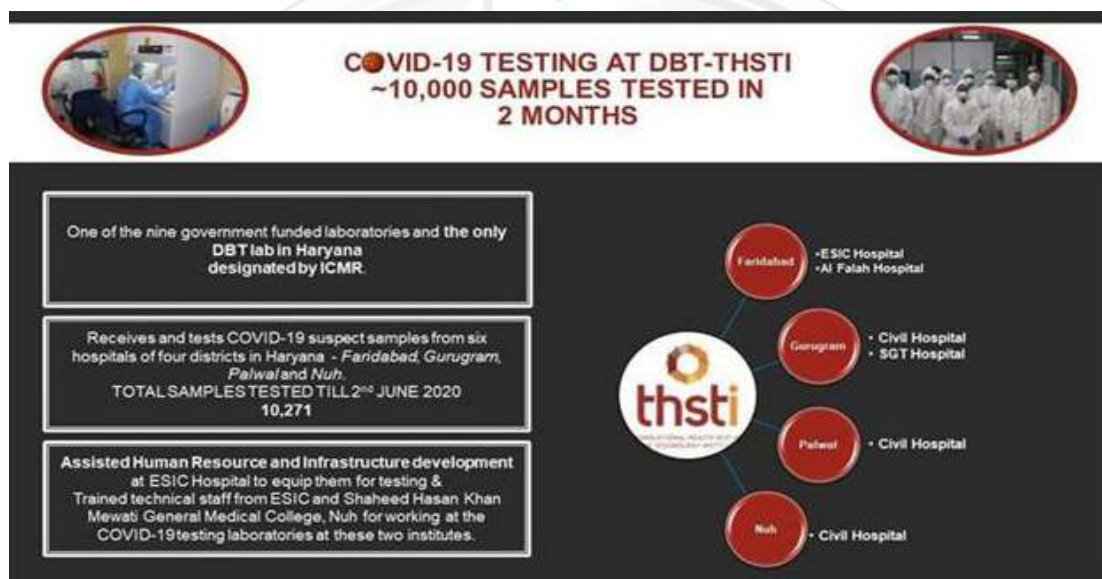 COVID-19 TESTING AT DBT-THSTI
~10,000 SAMPLES TESTED IN
2 MONTHS
One of the nine government funded laboratories and the only
DBT lab in Haryana
designated by ICMR.
Receives and tests COVID-19 suspect samples from six
hospitals of four districts in Haryana - Faridabad, Gurugram,
Palwal and Nuh.
TOTAL SAMPLES TESTED TILL 2nd JUNE 2020
10,271
Assisted Human Resource and Infrastructure development
at ESIC Hospital to equip them for testing &
Trained technical staff from ESIC and Shaheed Hasan Khan
Mewati General Medical College, Nuh for working at the
COVID-19 testing laboratories at these two institutes.
thsti
Faridabad
•ESIC Hospital
•Al Falah Hospital
Gurugram
• Civil Hospital
• SGT Hospital
Palwal
• Civil Hospital
Nuh
• Civil Hospital